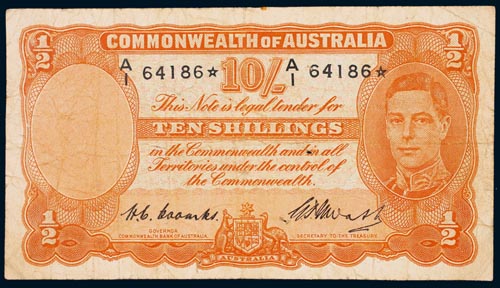 1/2 COMMONWEALTH OF AUSTRALIA 1/2
A/1 64186☆ 10/- A/1 64186☆
This Note is legal tender for
TEN SHILLINGS
in the Commonwealth and in all
Territories under the control of
the Commonwealth.
GOVERNOR
COMMONWEALTH BANK OF AUSTRALIA.
SECRETARY TO THE TREASURY.
1/2 AUSTRALIA 1/2